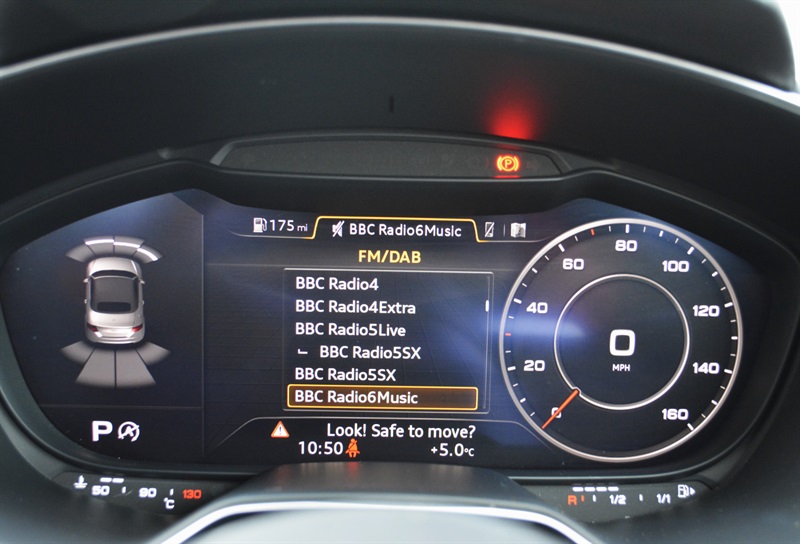 (P)
175 mi
BBC Radio6Music
FM/DAB
BBC Radio4
BBC Radio4Extra
BBC Radio5Live
BBC Radio5SX
BBC Radio5SX
BBC Radio6Music
Look! Safe to move?
10:50 +5.0°C
P A
0 20 40 60 80 100 120 140 160
0
MPH
50 90 130
°C
R 1/2 1/1